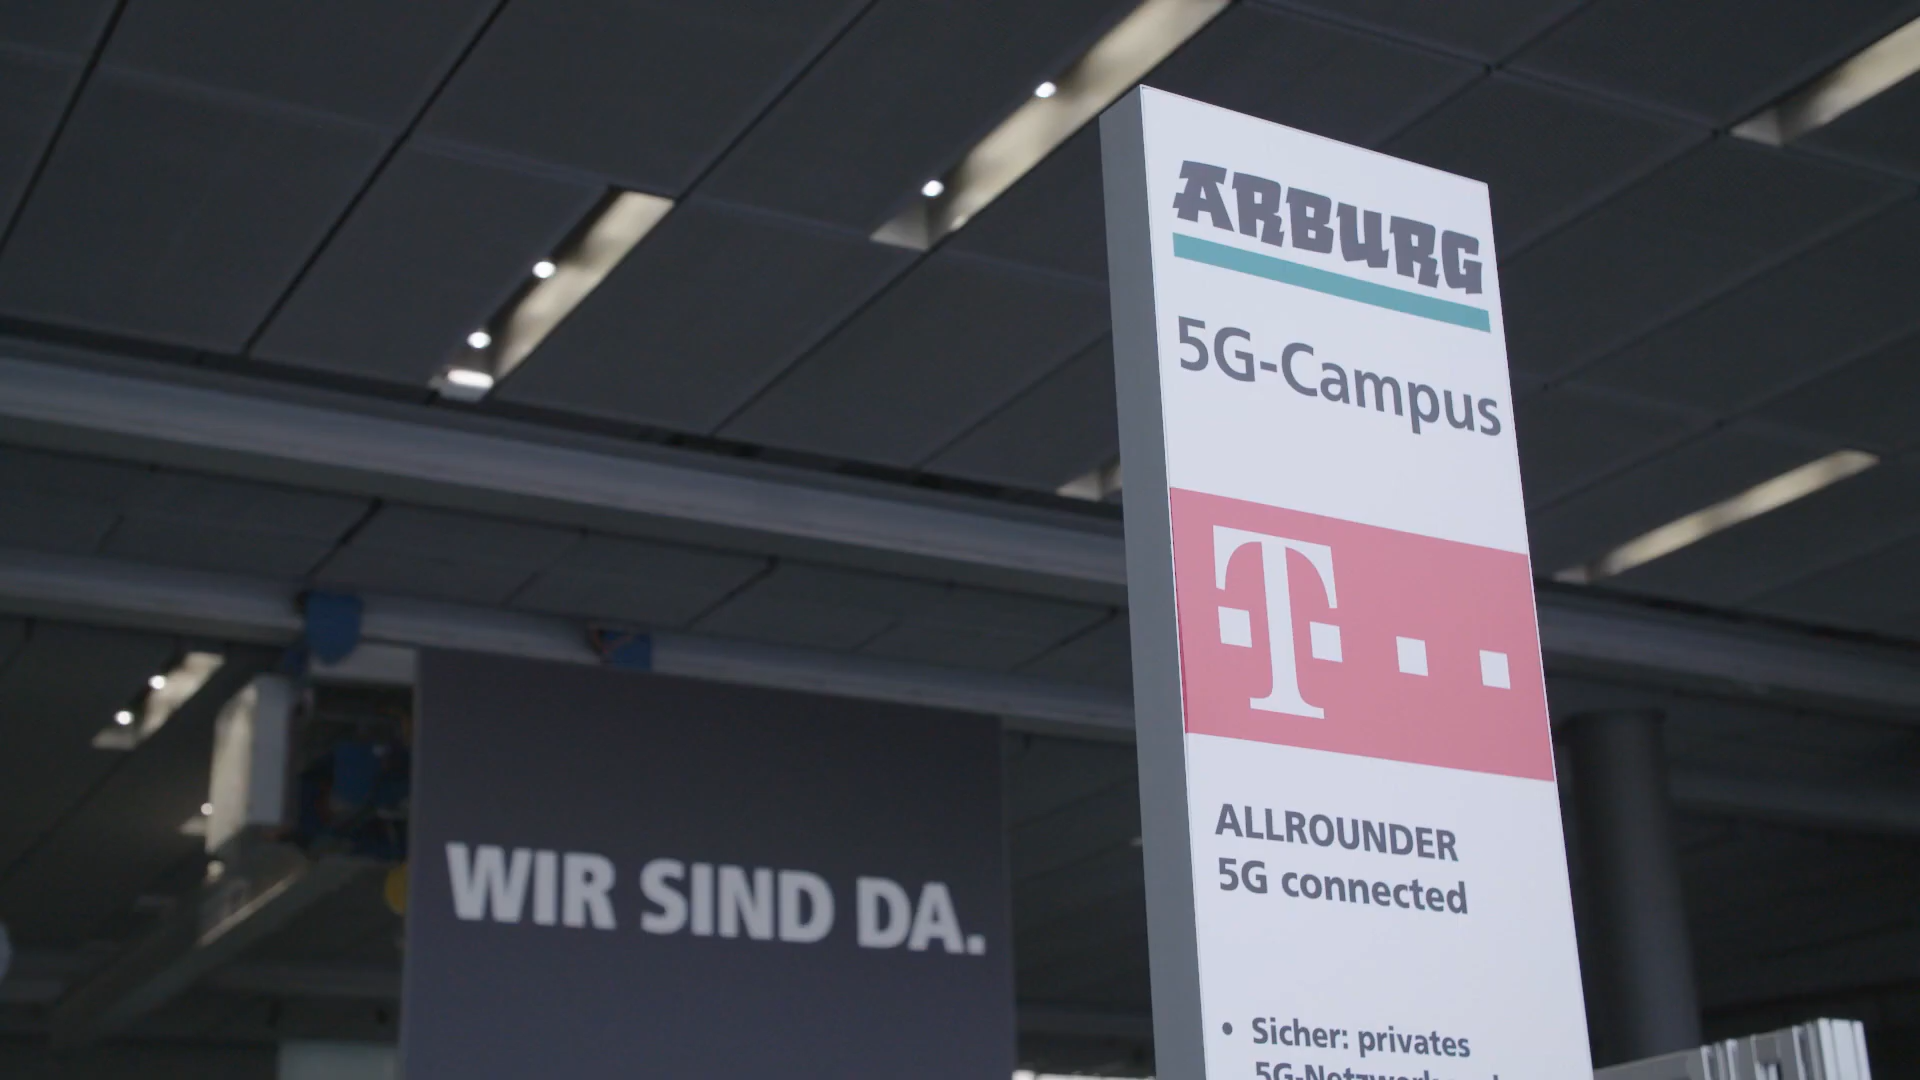 ARBURG
5G-Campus
T
ALLROUNDER
5G connected
• Sicher: privates
WIR SIND DA.